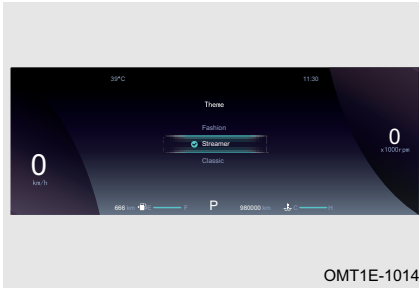 39°C 11:30
Theme
Fashion
Streamer
Classic
0
km/h
0
x1000rpm
666 km E F P 980000 km C H
OMT1E-1014